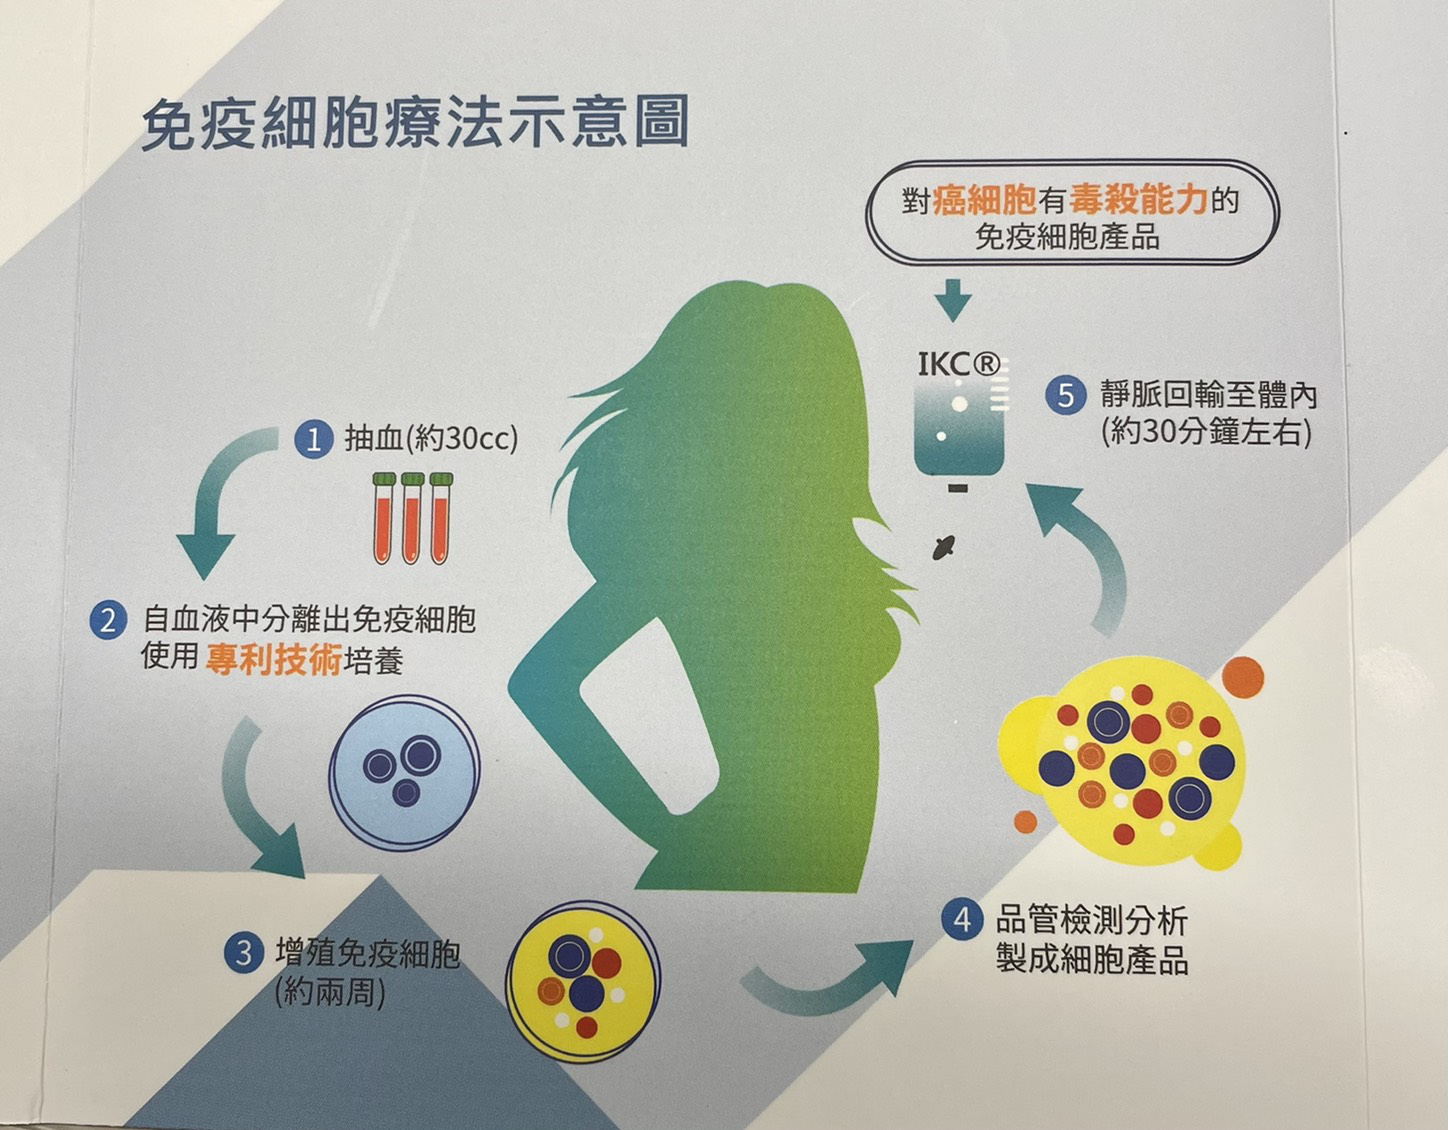 免疫細胞療法示意圖
對癌細胞有毒殺能力的
免疫細胞產品
IKC®
1 抽血(約30cc)
2 自血液中分離出免疫細胞
使用專利技術培養
3 增殖免疫細胞
(約兩周)
4 品管檢測分析
製成細胞產品
5 靜脈回輸至體內
(約30分鐘左右)